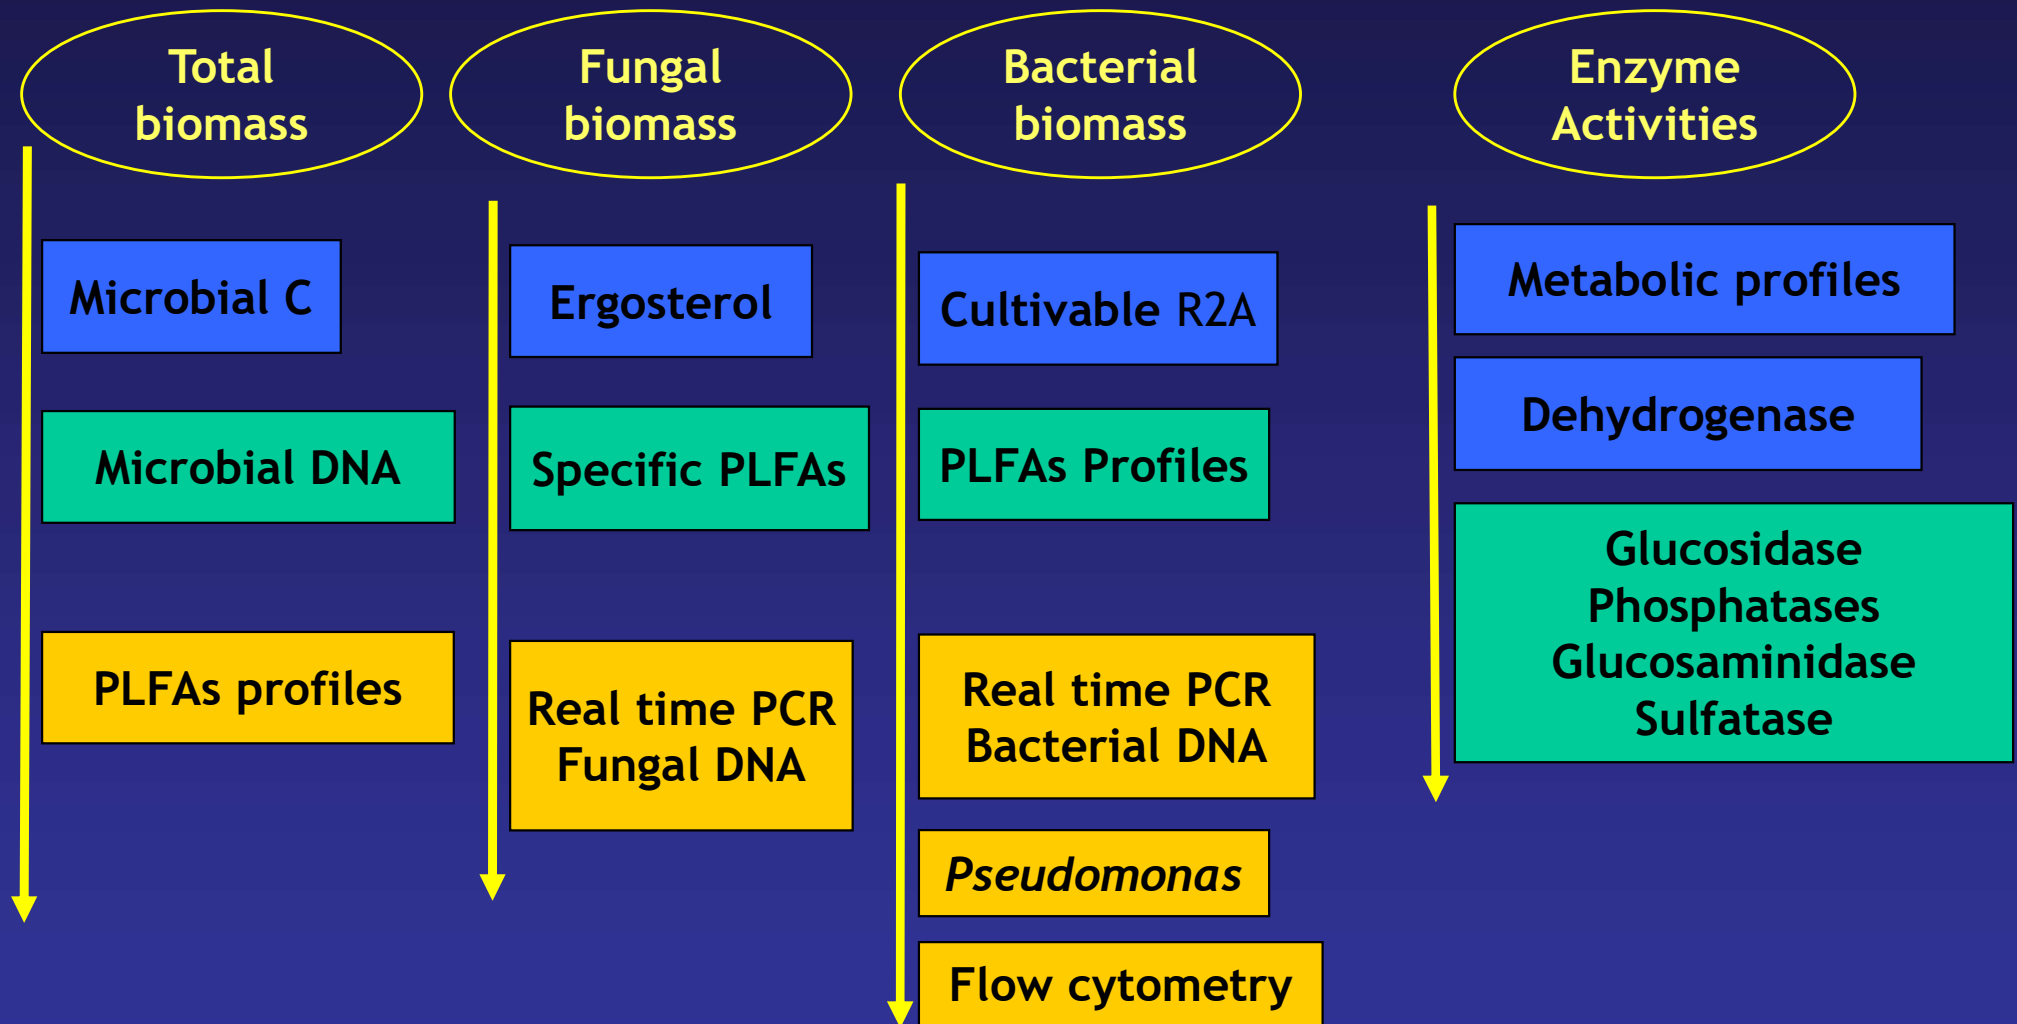 Total
biomass
Microbial C
Microbial DNA
PLFAs profiles
Fungal
biomass
Ergosterol
Specific PLFAs
Real time PCR
Fungal DNA
Bacterial
biomass
Cultivable R2A
PLFAs Profiles
Real time PCR
Bacterial DNA
Pseudomonas
Flow cytometry
Enzyme
Activities
Metabolic profiles
Dehydrogenase
Glucosidase
Phosphatases
Glucosaminidase
Sulfatase